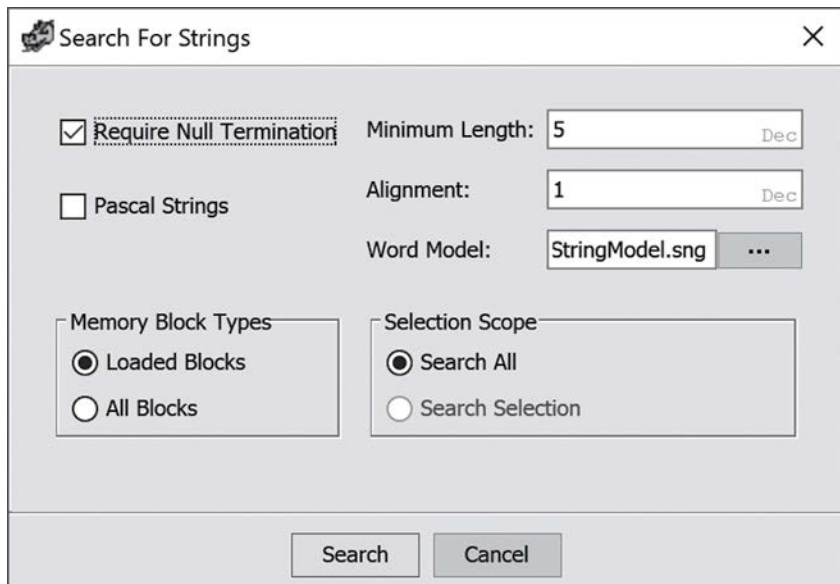 Search For Strings
Require Null Termination
Minimum Length: 5 Dec
Pascal Strings
Alignment: 1 Dec
Word Model: StringModel.sng ...
Memory Block Types
Loaded Blocks
All Blocks
Selection Scope
Search All
Search Selection
Search Cancel